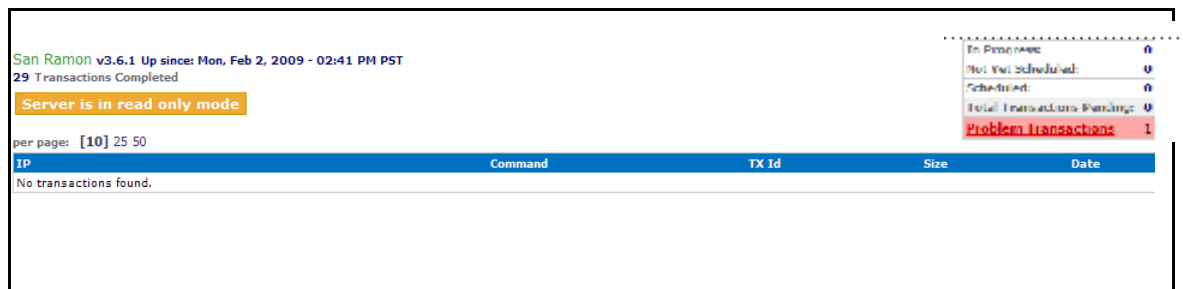 San Ramon v3.6.1 Up since: Mon, Feb 2, 2009 - 02:41 PM PST
29 Transactions Completed
Server is in read only mode
In Progress: 0
Not Yet Scheduled: 0
Scheduled: 0
Total Transactions Pending: 0
Problem Transactions 1
per page: [10] 25 50
IP Command TX Id Size Date
No transactions found.